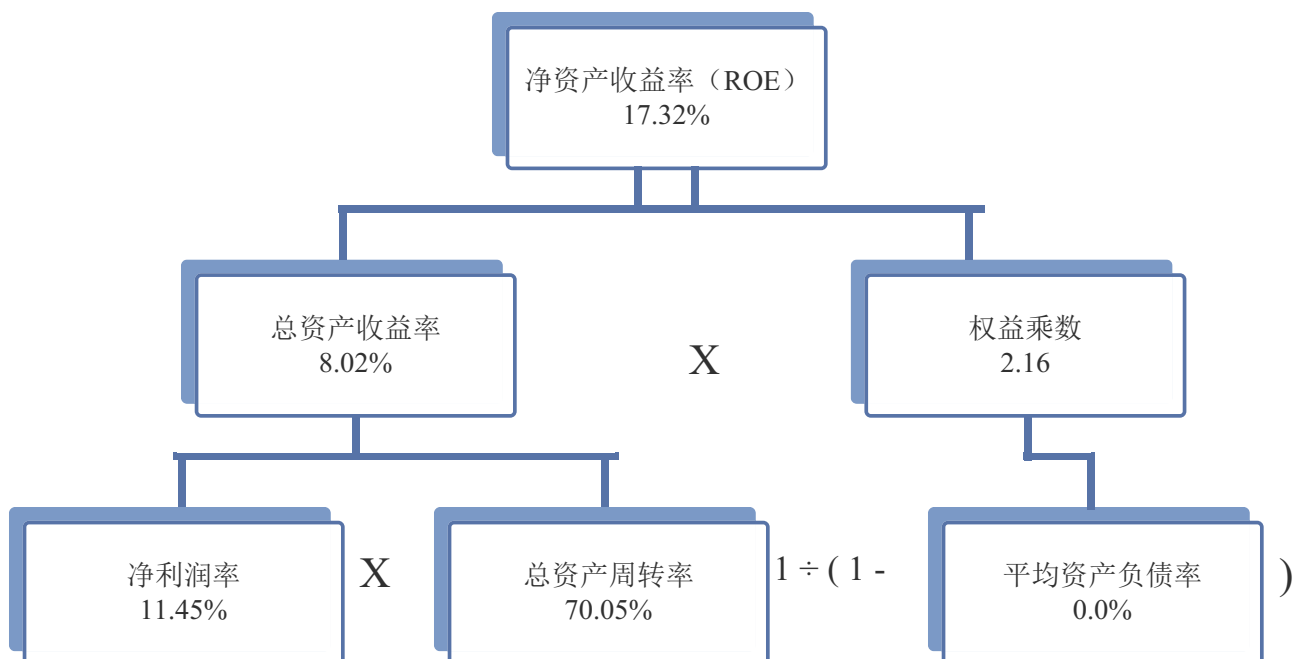 净资产收益率（ROE）
17.32%
总资产收益率
8.02%
X
权益乘数
2.16
净利润率
11.45%
X
总资产周转率
70.05%
1 ÷ ( 1 -
平均资产负债率
0.0%
)